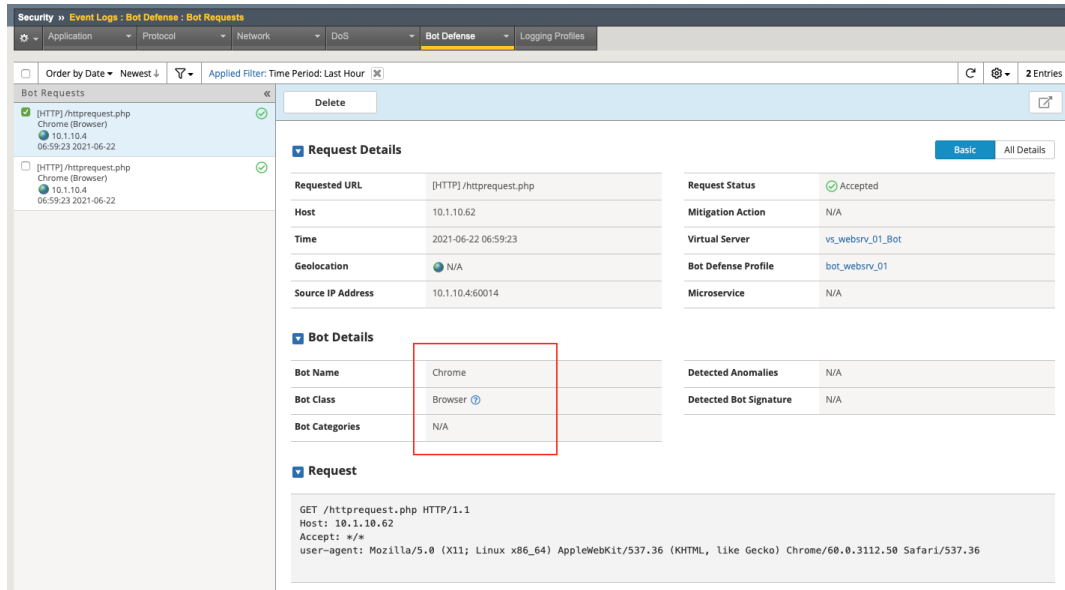 Security » Event Logs : Bot Defense : Bot Requests
Application Protocol Network DoS Bot Defense Logging Profiles
Order by Date Newest ↓ Applied Filter: Time Period: Last Hour 2 Entries
Bot Requests «
[HTTP] /httprequest.php
Chrome (Browser)
10.1.10.4
06:59:23 2021-06-22
[HTTP] /httprequest.php
Chrome (Browser)
10.1.10.4
06:59:23 2021-06-22
Delete
Request Details Basic All Details
Requested URL [HTTP] /httprequest.php Request Status Accepted
Host 10.1.10.62 Mitigation Action N/A
Time 2021-06-22 06:59:23 Virtual Server vs_websrv_01_Bot
Geolocation N/A Bot Defense Profile bot_websrv_01
Source IP Address 10.1.10.4:60014 Microservice N/A
Bot Details
Bot Name Chrome Detected Anomalies N/A
Bot Class Browser ? Detected Bot Signature N/A
Bot Categories N/A
Request
GET /httprequest.php HTTP/1.1
Host: 10.1.10.62
Accept: */*
user-agent: Mozilla/5.0 (X11; Linux x86_64) AppleWebKit/537.36 (KHTML, like Gecko) Chrome/60.0.3112.50 Safari/537.36